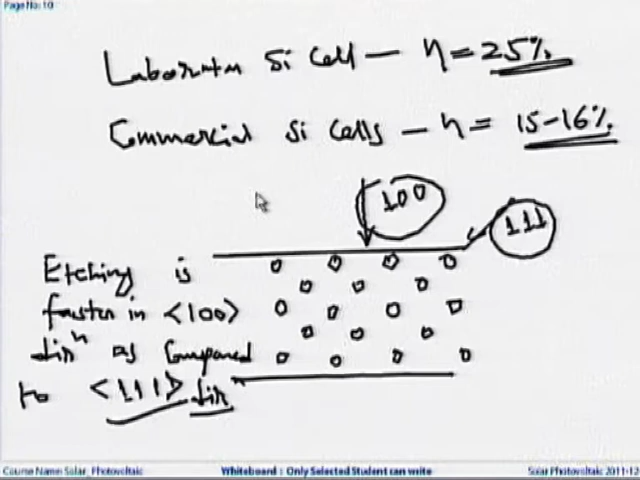 Page No: 10
Laboratory Si Cell — η = 25%
Commercial Si Cells — η = 15-16%
100
111
Etching is
faster in <100>
dirⁿ as compared
to <111> dirⁿ
Course Name: Solar_Photovoltaic
Whiteboard : Only Selected Student can write
Solar Photovoltaic 2011-12